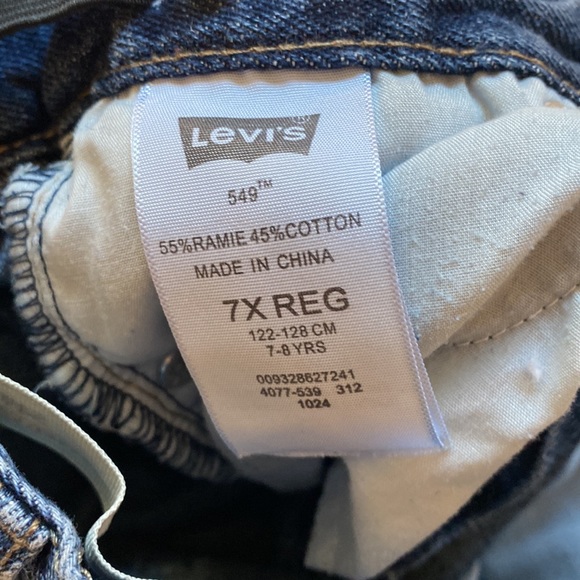 Levi's®
549™
55%RAMIE 45%COTTON
MADE IN CHINA
7X REG
122-128 CM
7-8 YRS
009328627241
4077-539 312
1024